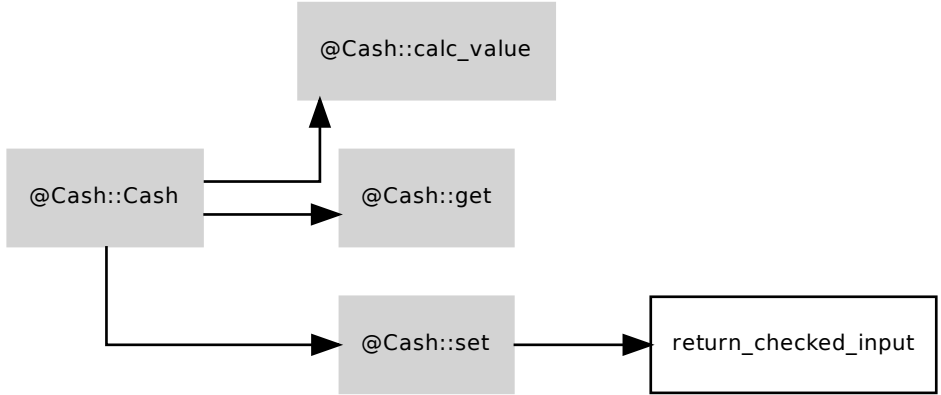 @Cash::calc_value
@Cash::Cash
@Cash::get
@Cash::set
return_checked_input